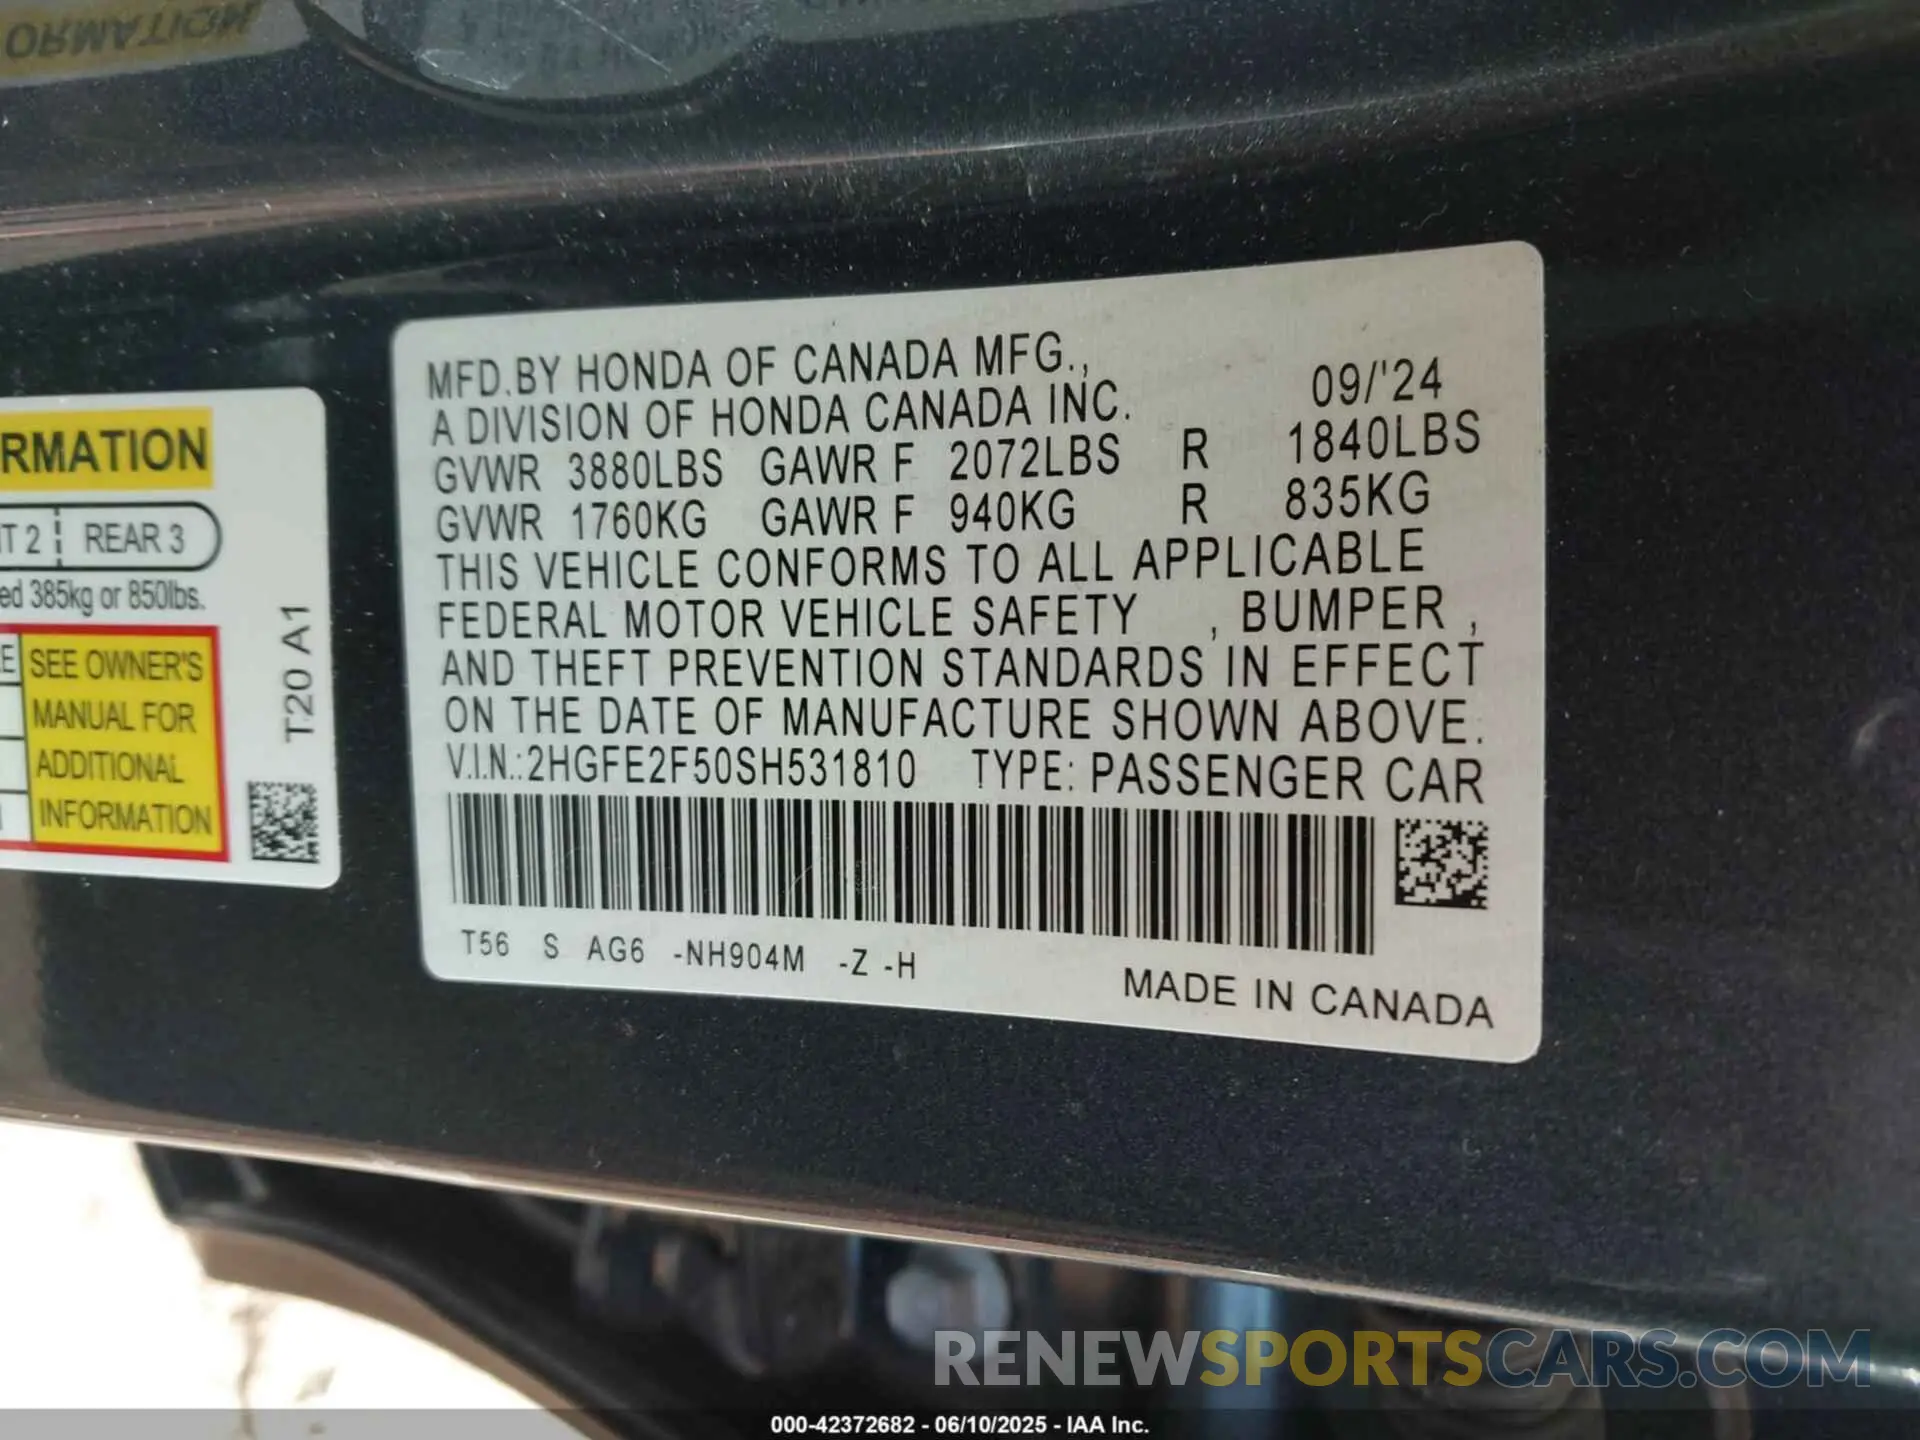 ORMATION
RMATION
T 2 REAR 3
ed 385kg or 850lbs.
E SEE OWNER'S
MANUAL FOR
ADDITIONAL
INFORMATION
T20 A1
MFD.BY HONDA OF CANADA MFG., 09/'24
A DIVISION OF HONDA CANADA INC.
GVWR 3880LBS GAWR F 2072LBS R 1840LBS
GVWR 1760KG GAWR F 940KG R 835KG
THIS VEHICLE CONFORMS TO ALL APPLICABLE
FEDERAL MOTOR VEHICLE SAFETY , BUMPER ,
AND THEFT PREVENTION STANDARDS IN EFFECT
ON THE DATE OF MANUFACTURE SHOWN ABOVE.
V.I.N.:2HGFE2F50SH531810 TYPE: PASSENGER CAR
T56 S AG6 -NH904M -Z -H
MADE IN CANADA
RENEWSPORTSCARS.COM
000-42372682 - 06/10/2025 - IAA Inc.